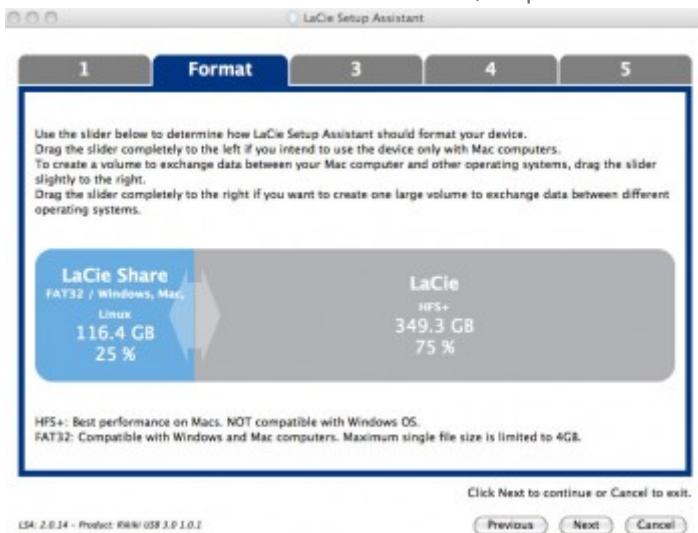 LaCie Setup Assistant
1
Format
3
4
5
Use the slider below to determine how LaCie Setup Assistant should format your device.
Drag the slider completely to the left if you intend to use the device only with Mac computers.
To create a volume to exchange data between your Mac computer and other operating systems, drag the slider
slightly to the right.
Drag the slider completely to the right if you want to create one large volume to exchange data between different
operating systems.
LaCie Share
FAT32 / Windows, Mac,
Linux
116.4 GB
25 %
LaCie
HFS+
349.3 GB
75 %
HFS+: Best performance on Macs. NOT compatible with Windows OS.
FAT32: Compatible with Windows and Mac computers. Maximum single file size is limited to 4GB.
Click Next to continue or Cancel to exit.
LSA: 2.0.14 - Product: Rikiki USB 3.0 1.0.1
Previous
Next
Cancel